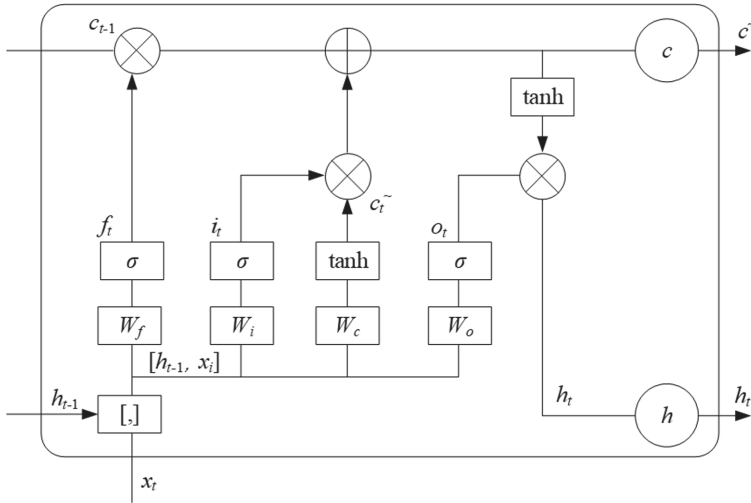 c_{t-1}
c
c^-
tanh
c_t^~
f_t
i_t
o_t
σ
σ
tanh
σ
W_f
W_i
W_c
W_o
[h_{t-1}, x_i]
h_{t-1}
[,]
h_t
h
h_t
x_t